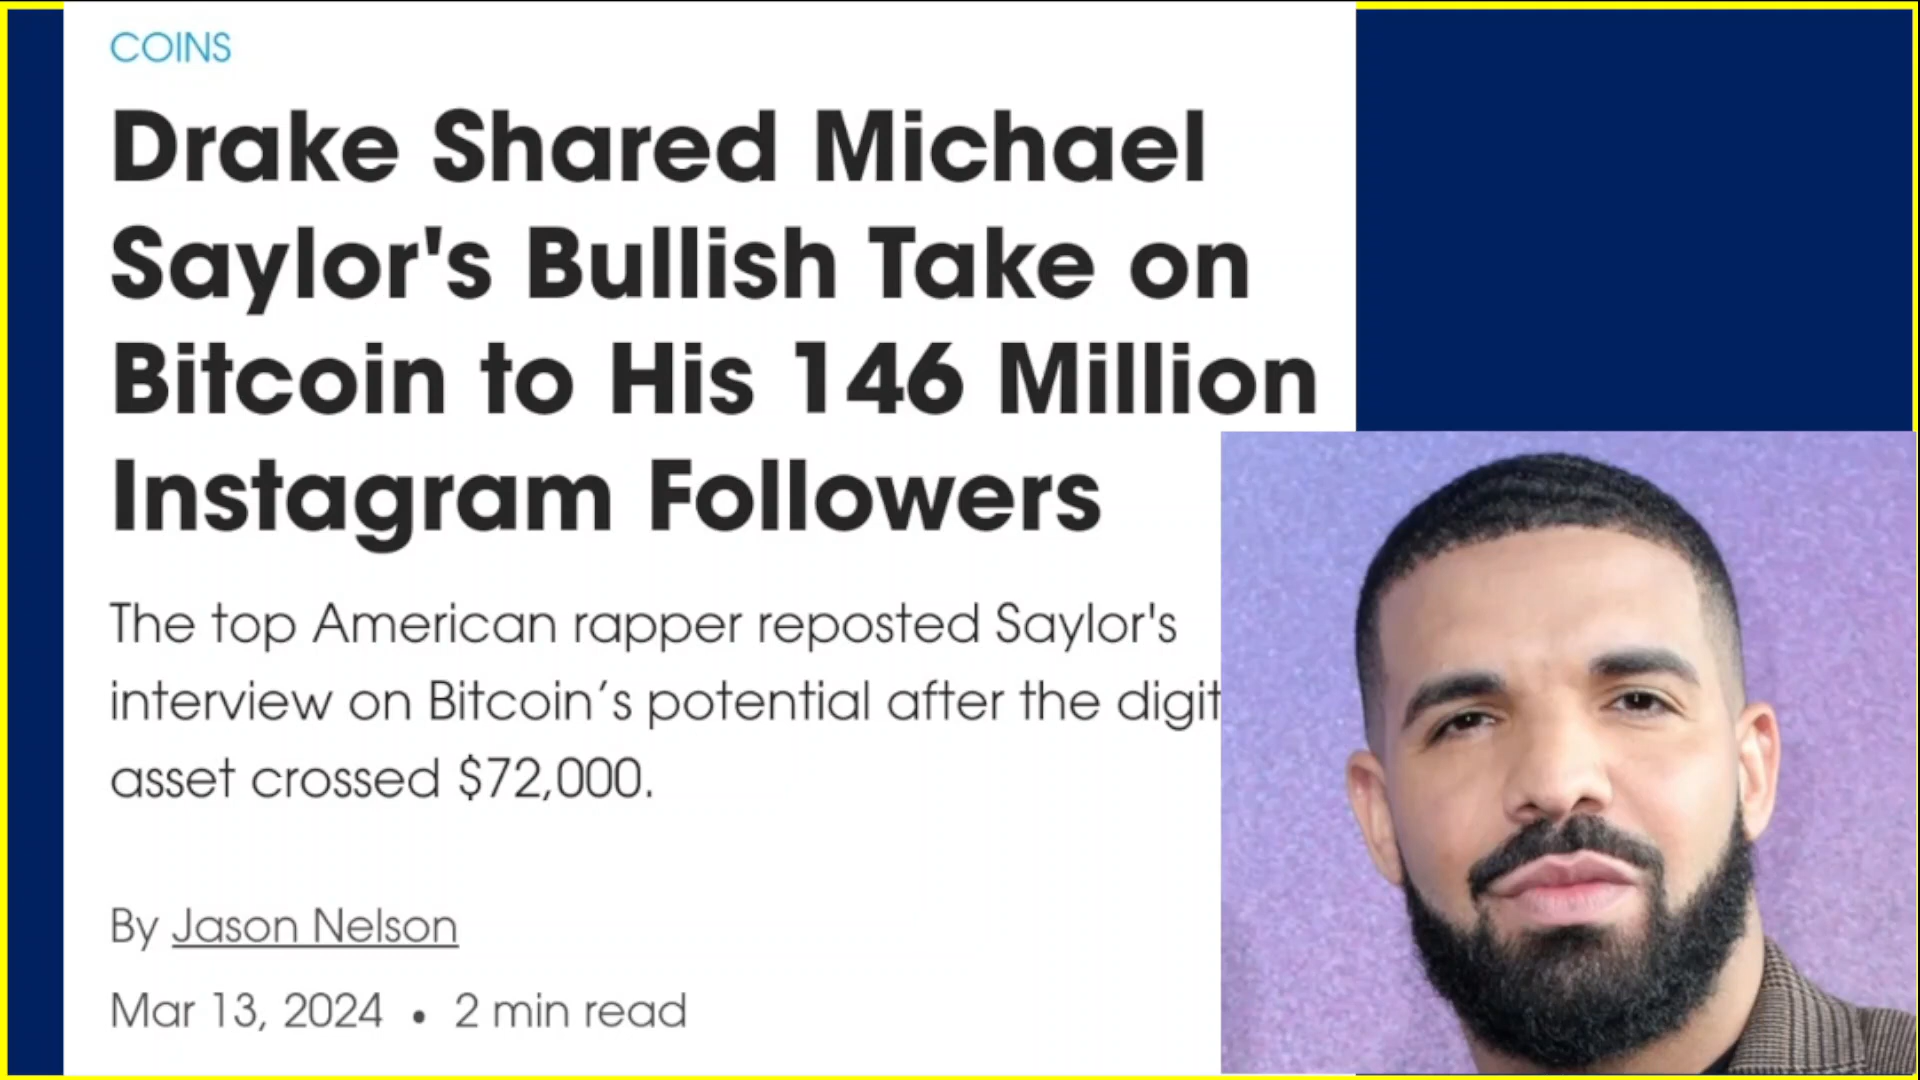 COINS
Drake Shared Michael
Saylor's Bullish Take on
Bitcoin to His 146 Million
Instagram Followers
The top American rapper reposted Saylor's
interview on Bitcoin´s potential after the digit
asset crossed $72,000.
By Jason Nelson
Mar 13, 2024 • 2 min read